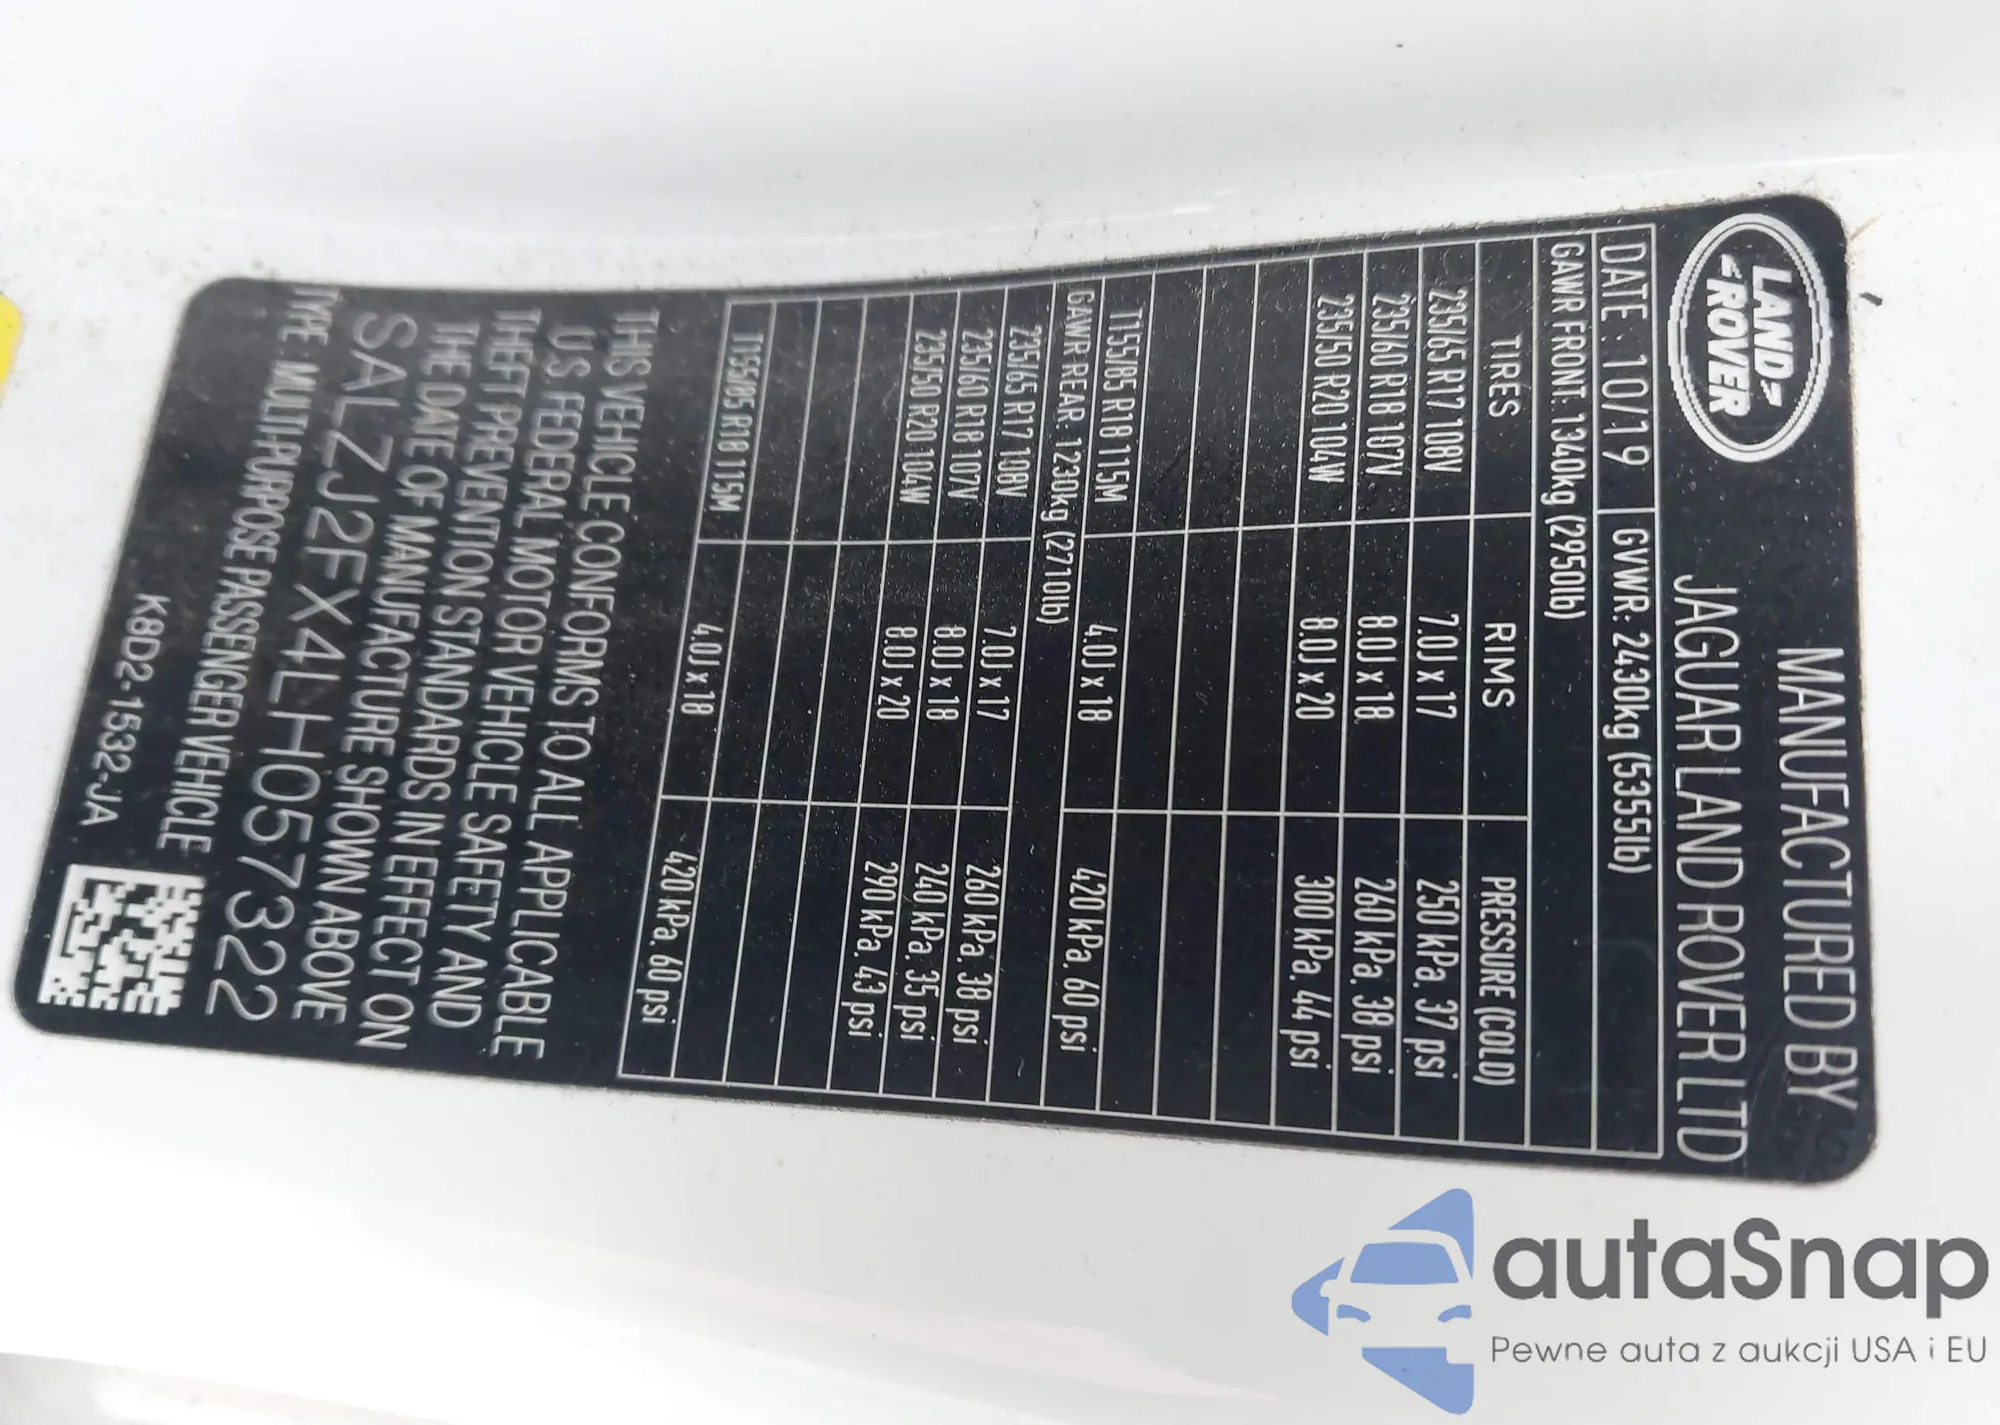 LAND
ROVER
MANUFACTURED BY
JAGUAR LAND ROVER LTD
DATE: 10/19 GVWR: 2430kg (5355lb)
GAWR FRONT: 1340kg (2950lb)
TIRES RIMS PRESSURE (COLD)
235/65 R17 108V 7.0J x 17 250 kPa, 37 psi
235/60 R18 107V 8.0J x 18 260 kPa, 38 psi
235/50 R20 104W 8.0J x 20 300 kPa, 44 psi
T155/85 R18 115M 4.0J x 18 420 kPa, 60 psi
GAWR REAR: 1230kg (2710lb)
235/65 R17 108V 7.0J x 17 260 kPa, 38 psi
235/60 R18 107V 8.0J x 18 240 kPa, 35 psi
235/50 R20 104W 8.0J x 20 290 kPa, 43 psi
T155/85 R18 115M 4.0J x 18 420 kPa, 60 psi
THIS VEHICLE CONFORMS TO ALL APPLICABLE
U.S. FEDERAL MOTOR VEHICLE SAFETY AND
THEFT PREVENTION STANDARDS IN EFFECT ON
THE DATE OF MANUFACTURE SHOWN ABOVE
SALZJ2FX4LH057322
TYPE: MULTI-PURPOSE PASSENGER VEHICLE
K8D2-1532-JA
autaSnap
Pewne auta z aukcji USA i EU